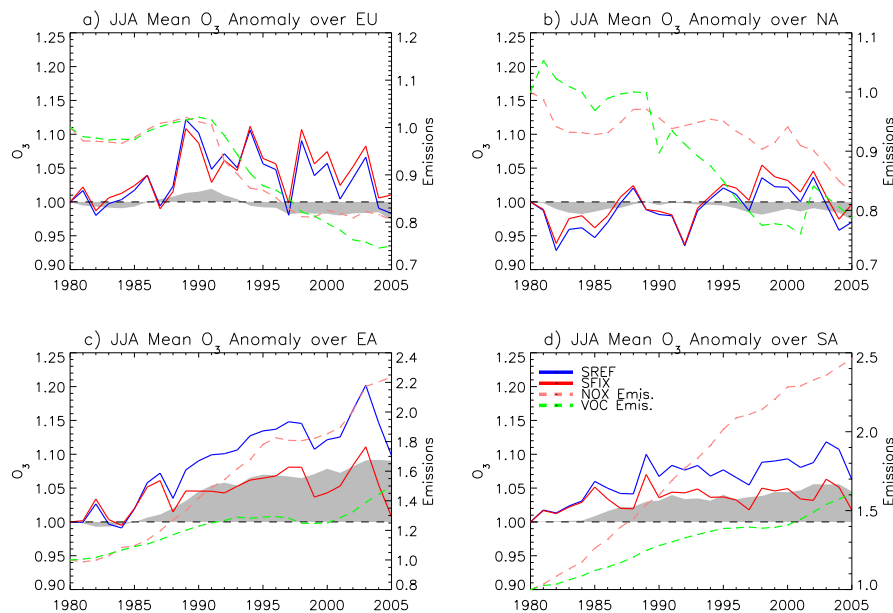 a) JJA Mean O3 Anomaly over EU
b) JJA Mean O3 Anomaly over NA
1.25
1.20
1.15
1.10
1.05
1.00
0.95
0.90
O3
1.2
1.1
1.0
0.9
0.8
0.7
Emissions
1980 1985 1990 1995 2000 2005
1.25
1.20
1.15
1.10
1.05
1.00
0.95
0.90
O3
1.1
1.0
0.9
0.8
0.7
Emissions
1980 1985 1990 1995 2000 2005
c) JJA Mean O3 Anomaly over EA
d) JJA Mean O3 Anomaly over SA
1.25
1.20
1.15
1.10
1.05
1.00
0.95
0.90
O3
2.4
2.2
2.0
1.8
1.6
1.4
1.2
1.0
0.8
Emissions
1980 1985 1990 1995 2000 2005
1.25
1.20
1.15
1.10
1.05
1.00
0.95
0.90
O3
SREF
SFIX
NOX Emis.
VOC Emis.
2.5
2.0
1.5
1.0
Emissions
1980 1985 1990 1995 2000 2005